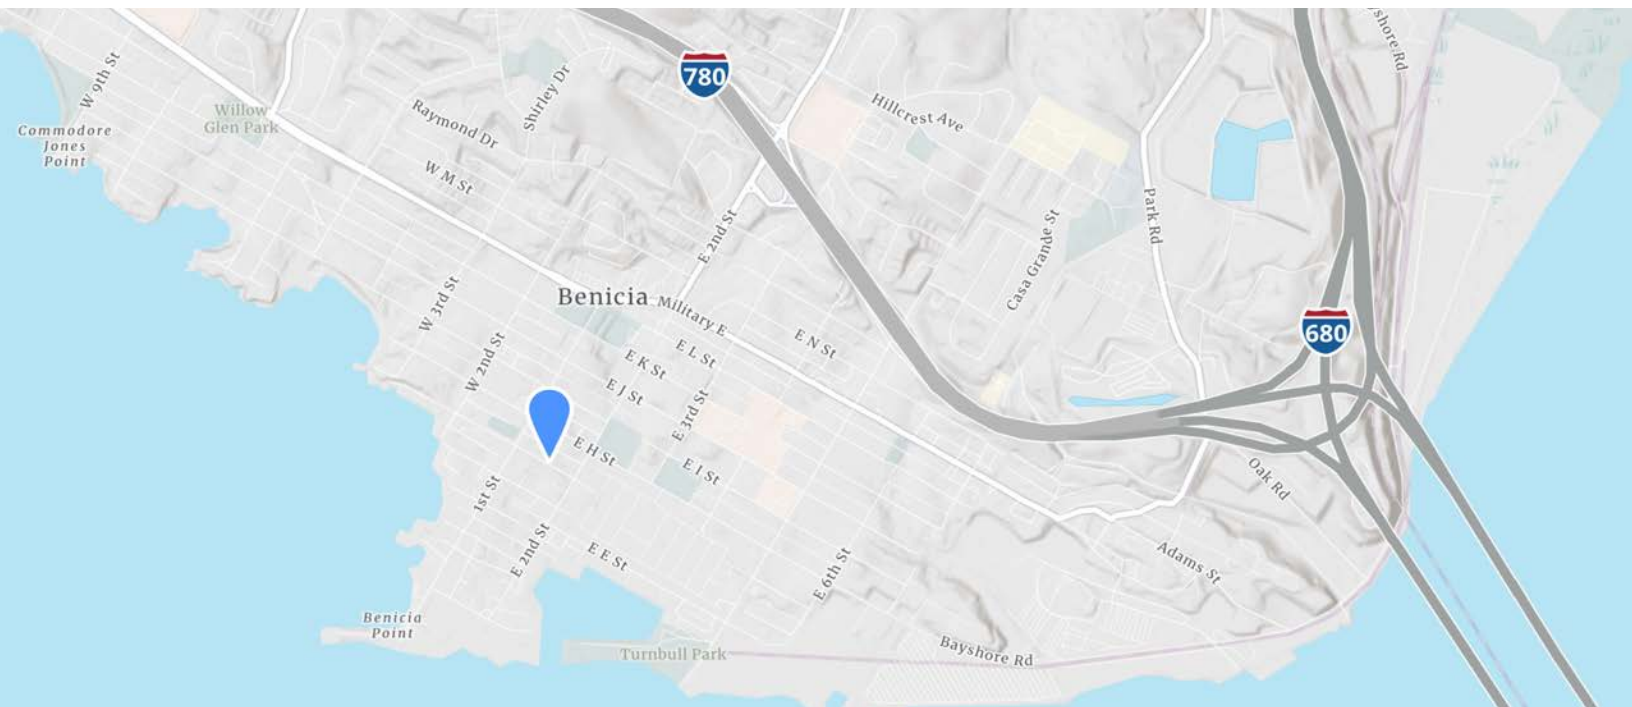 yshore Rd
780
W 9th St
Shirley Dr
Hillcrest Ave
Willow
Glen Park
Raymond Dr
Commodore
Jones
Point
W M St
E 2nd St
Park Rd
Casa Grande St
W 3rd St
Benicia
Military E
680
E N St
E L St
W 2nd St
E K St
E J St
E 3rd St
E H St
E I St
Oak Rd
1st St
E 2nd St
E E St
E 6th St
Adams St
Benicia
Point
Turnbull Park
Bayshore Rd